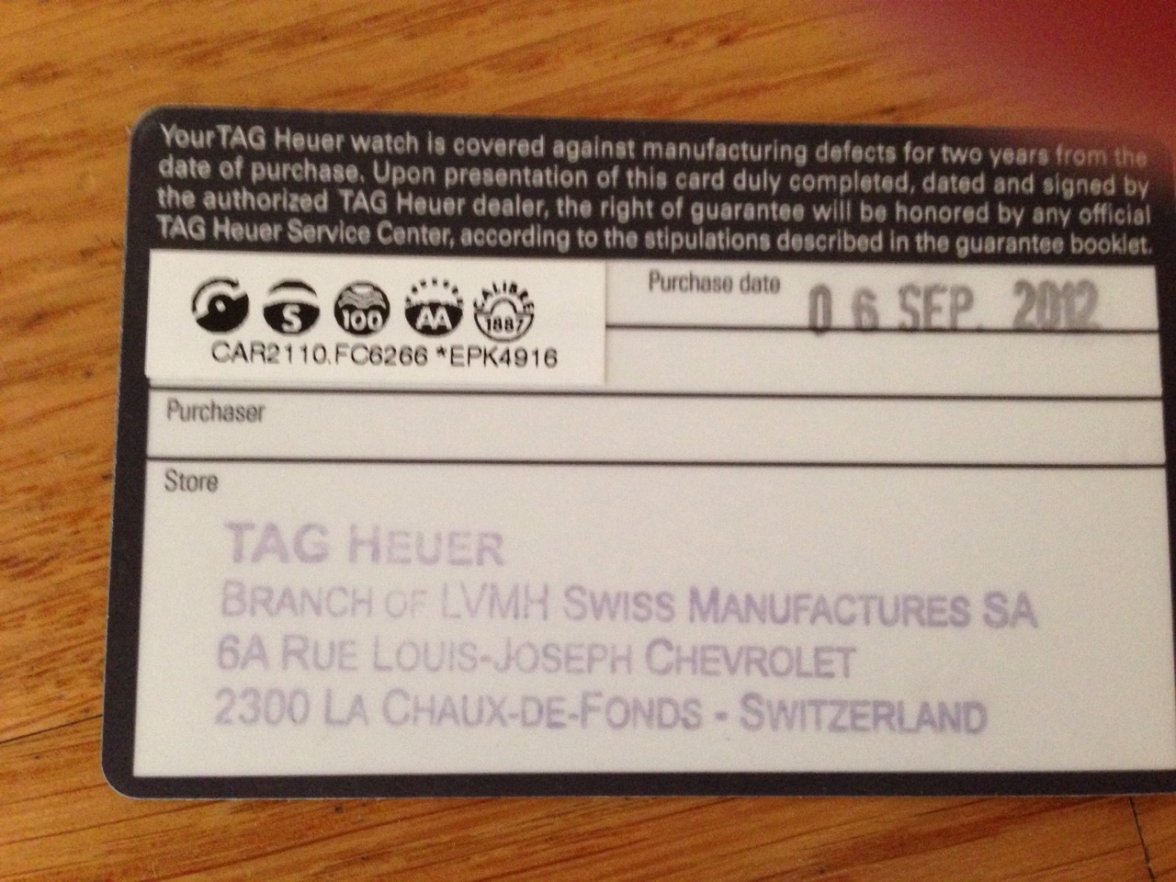 Your TAG Heuer watch is covered against manufacturing defects for two years from the
date of purchase. Upon presentation of this card duly completed, dated and signed by
the authorized TAG Heuer dealer, the right of guarantee will be honored by any official
TAG Heuer Service Center, according to the stipulations described in the guarantee booklet.
S 100 AA CALIBRE 1887
CAR2110.FC6266 *EPK4916
Purchase date 06 SEP. 2012
Purchaser
Store
TAG HEUER
BRANCH OF LVMH SWISS MANUFACTURES SA
6A RUE LOUIS-JOSEPH CHEVROLET
2300 LA CHAUX-DE-FONDS - SWITZERLAND